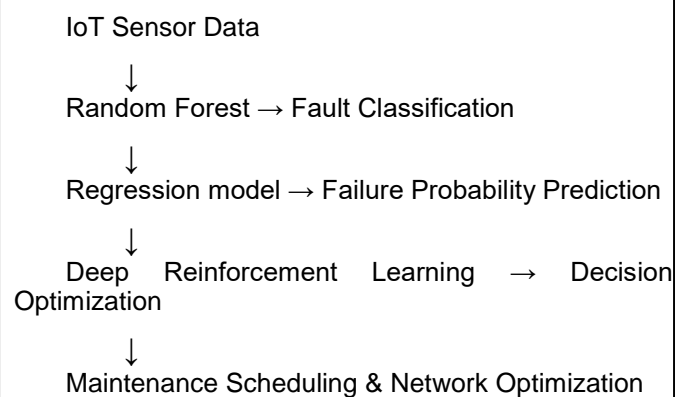 IoT Sensor Data
↓
Random Forest → Fault Classification
↓
Regression model → Failure Probability Prediction
↓
Deep Reinforcement Learning → Decision
Optimization
↓
Maintenance Scheduling & Network Optimization